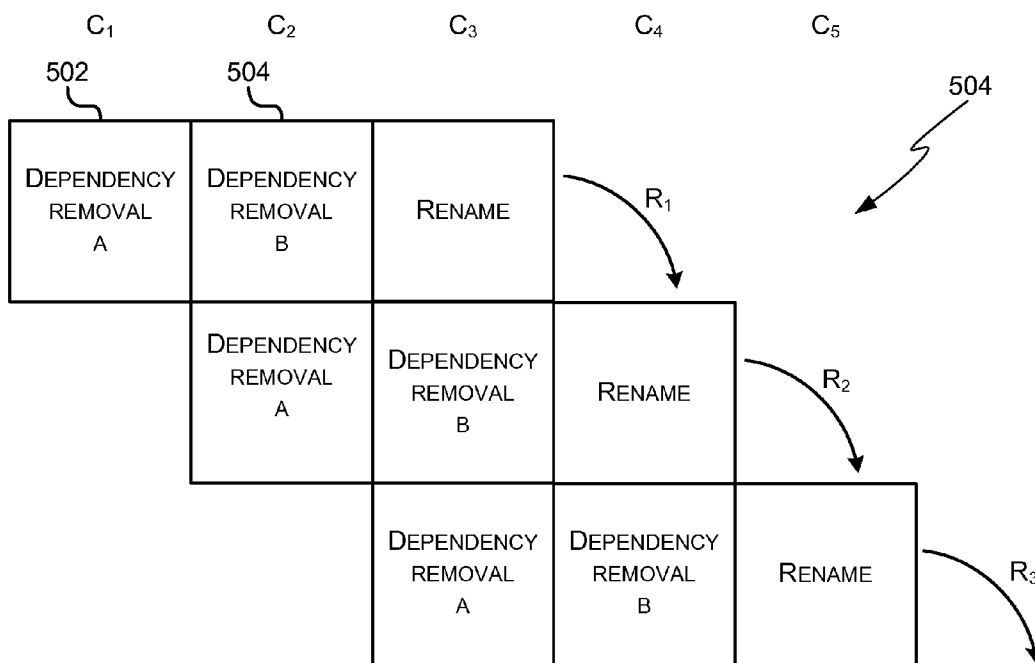 C₁ C₂ C₃ C₄ C₅
502 504 504
DEPENDENCY REMOVAL A
DEPENDENCY REMOVAL B
RENAME
R₁
DEPENDENCY REMOVAL A
DEPENDENCY REMOVAL B
RENAME
R₂
DEPENDENCY REMOVAL A
DEPENDENCY REMOVAL B
RENAME
R₃